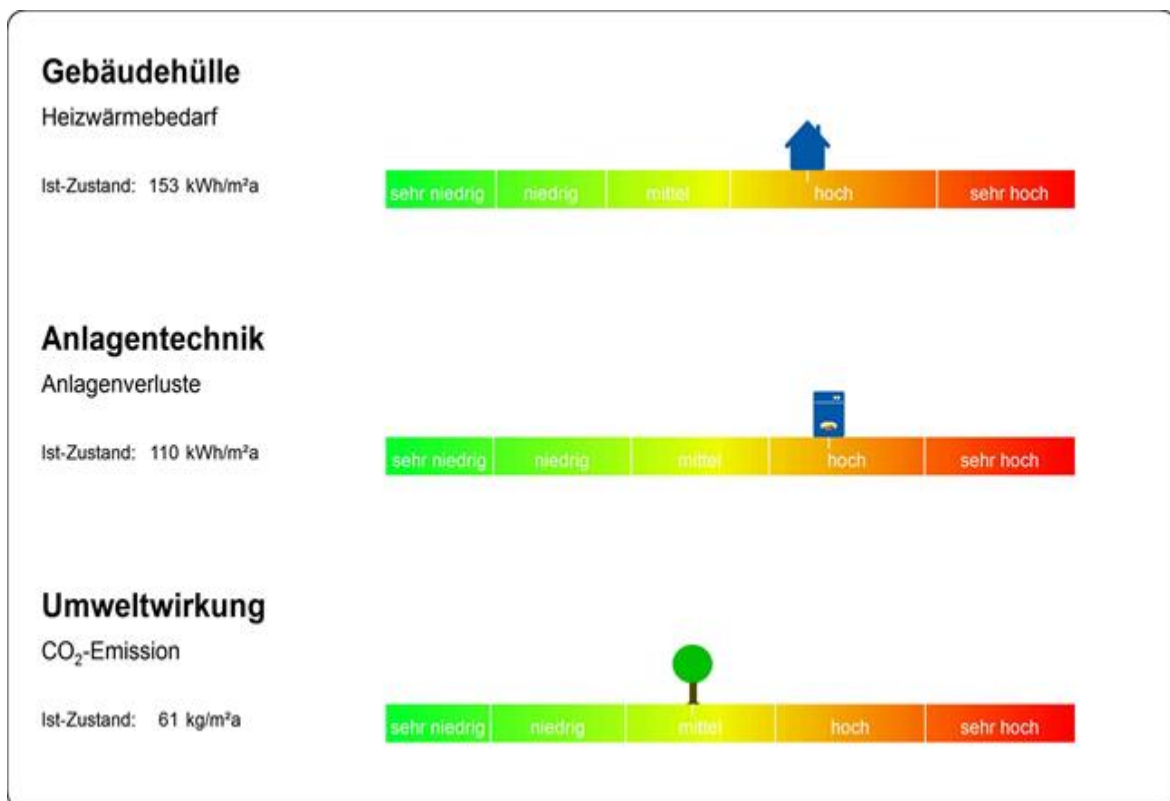 Gebäudehülle
Heizwärmebedarf
Ist-Zustand: 153 kWh/m²a
sehr niedrig niedrig mittel hoch sehr hoch
Anlagentechnik
Anlagenverluste
Ist-Zustand: 110 kWh/m²a
sehr niedrig niedrig mittel hoch sehr hoch
Umweltwirkung
CO₂-Emission
Ist-Zustand: 61 kg/m²a
sehr niedrig niedrig mittel hoch sehr hoch